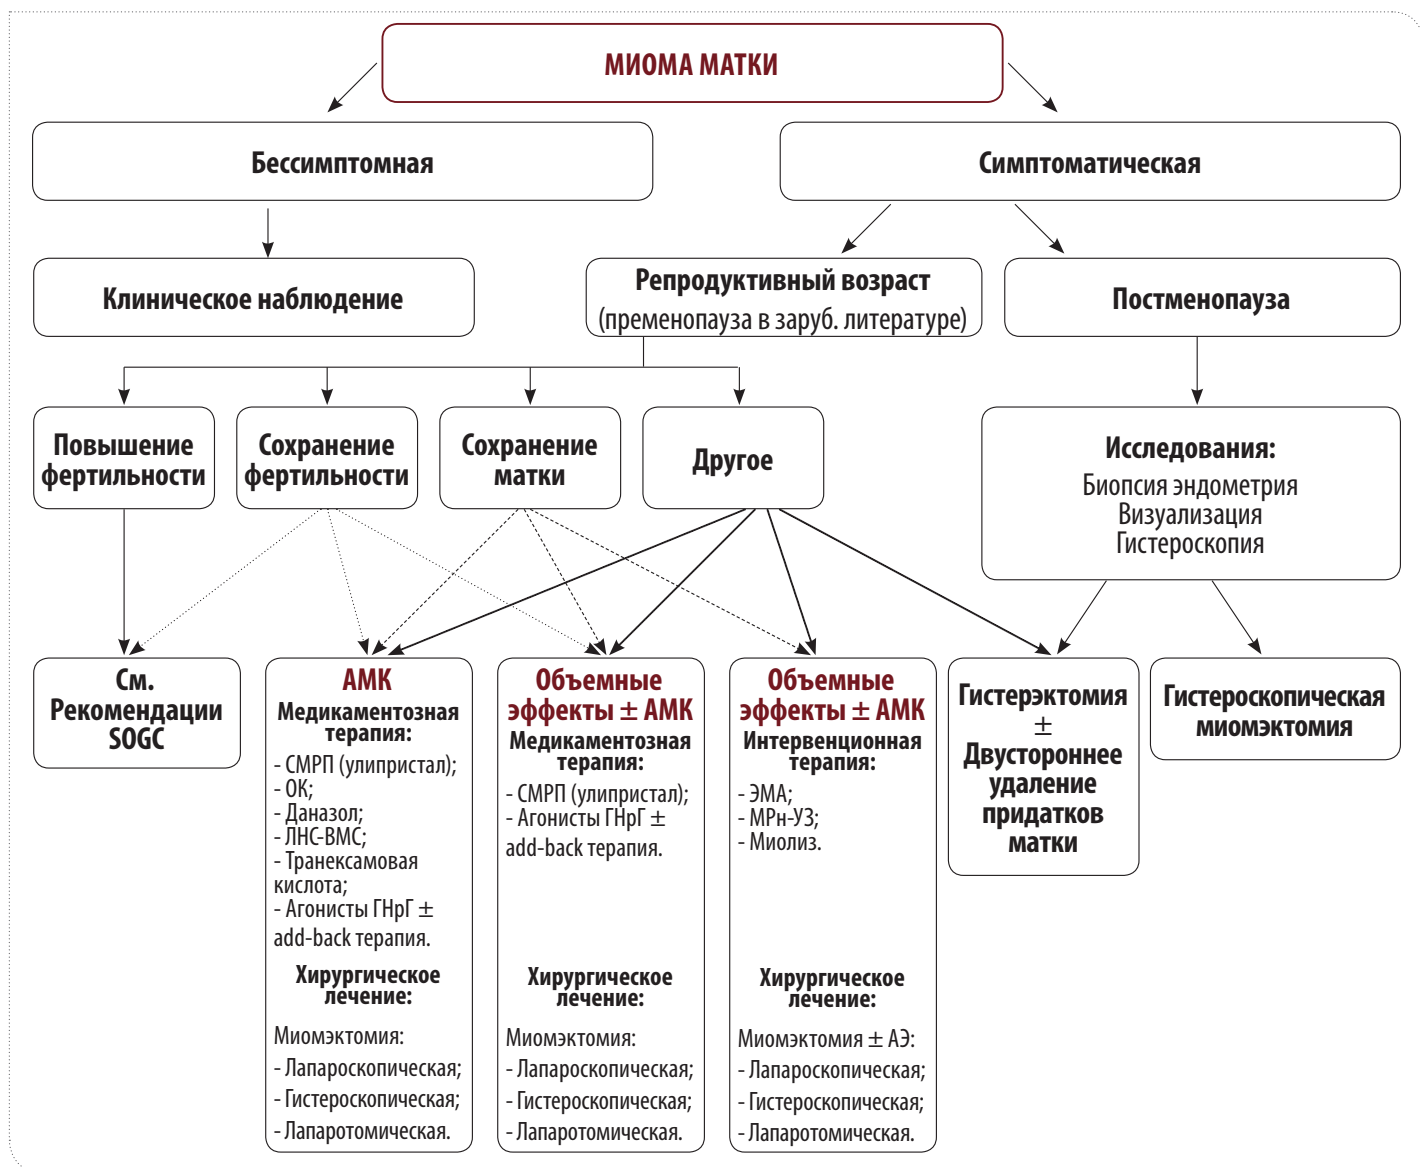 МИОМА МАТКИ
Бессимптомная
Симптоматическая
Клиническое наблюдение
Репродуктивный возраст
(пременопауза в заруб. литературе)
Постменопауза
Повышение
фертильности
Сохранение
фертильности
Сохранение
матки
Другое
Исследования:
Биопсия эндометрия
Визуализация
Гистероскопия
См.
Рекомендации
SOGC
АМК
Медикаментозная
терапия:
- СМРП (улипристал);
- ОК;
- Даназол;
- ЛНС-ВМС;
- Транексамовая
кислота;
- Агонисты ГНрГ ±
add-back терапия.
Хирургическое
лечение:
Миомэктомия:
- Лапароскопическая;
- Гистероскопическая;
- Лапаротомическая.
Объемные
эффекты ± АМК
Медикаментозная
терапия:
- СМРП (улипристал);
- Агонисты ГНрГ ±
add-back терапия.
Хирургическое
лечение:
Миомэктомия:
- Лапароскопическая;
- Гистероскопическая;
- Лапаротомическая.
Объемные
эффекты ± АМК
Интервенционная
терапия:
- ЭМА;
- МРн-УЗ;
- Миолиз.
Хирургическое
лечение:
Миомэктомия ± АЭ:
- Лапароскопическая;
- Гистероскопическая;
- Лапаротомическая.
Гистерэктомия
±
Двустороннее
удаление
придатков
матки
Гистероскопическая
миомэктомия